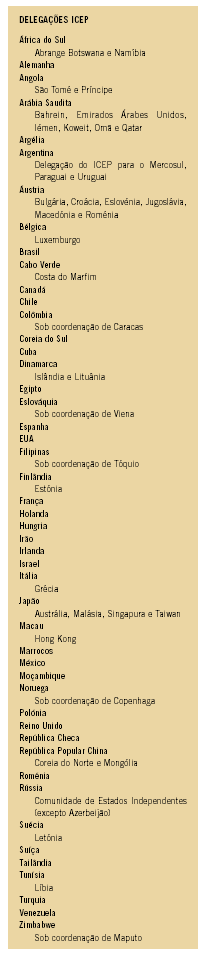 DELEGAÇÕES ICEP
África do Sul
Abrange Botswana e Namíbia
Alemanha
Angola
São Tomé e Príncipe
Arábia Saudita
Bahrein, Emirados Árabes Unidos,
Iémen, Koweit, Omã e Qatar
Argélia
Argentina
Delegação do ICEP para o Mercosul,
Paraguai e Uruguai
Áustria
Bulgária, Croácia, Eslovénia, Jugoslávia,
Macedónia e Roménia
Bélgica
Luxemburgo
Brasil
Cabo Verde
Costa do Marfim
Canadá
Chile
Colômbia
Sob coordenação de Caracas
Coreia do Sul
Cuba
Dinamarca
Islândia e Lituânia
Egipto
Eslováquia
Sob coordenação de Viena
Espanha
EUA
Filipinas
Sob coordenação de Tóquio
Finlândia
Estónia
França
Holanda
Hungria
Irão
Irlanda
Israel
Itália
Grécia
Japão
Austrália, Malásia, Singapura e Taiwan
Macau
Hong Kong
Marrocos
México
Moçambique
Noruega
Sob coordenação de Copenhaga
Polónia
Reino Unido
República Checa
República Popular China
Coreia do Norte e Mongólia
Roménia
Rússia
Comunidade de Estados Independentes
(excepto Azerbeijão)
Suécia
Letónia
Suíça
Tailândia
Tunísia
Líbia
Turquia
Venezuela
Zimbabwe
Sob coordenação de Maputo